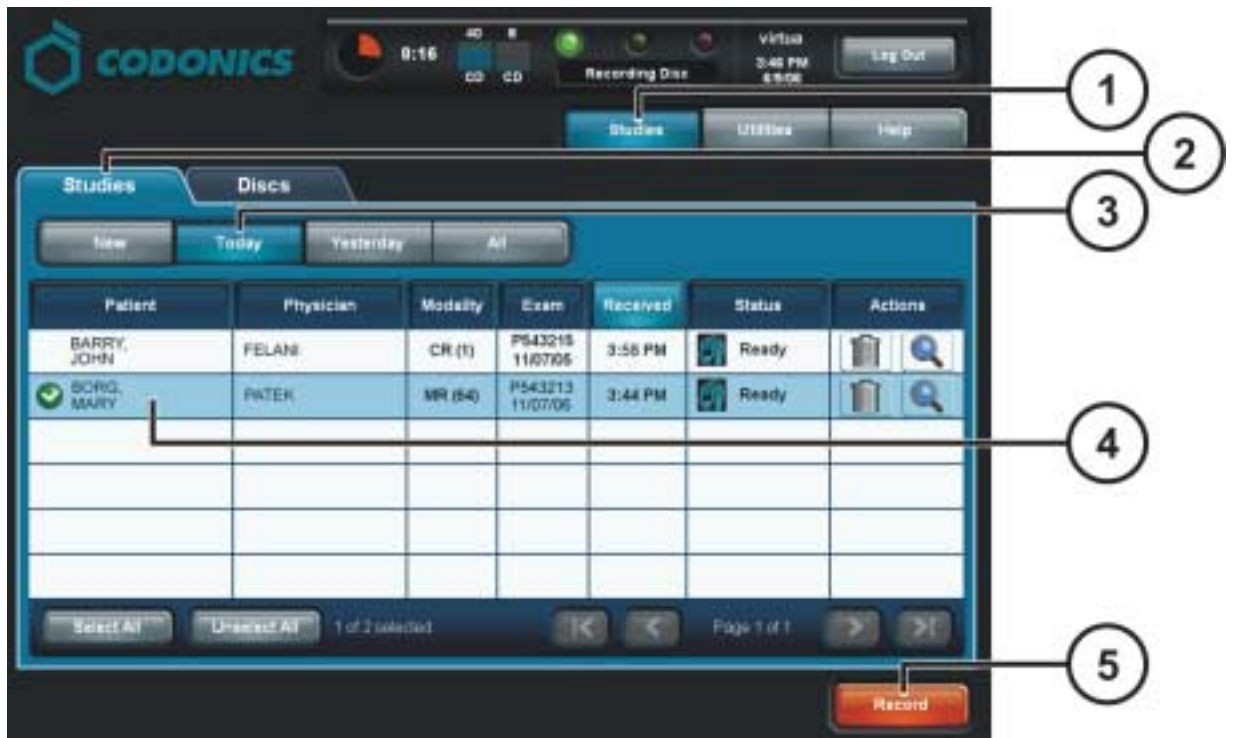 CODONICS
0:16
40
CD
CD
Recording Disc
virtua
3:46 PM
Log Out
1
Studies
Utilities
Help
2
Studies
Discs
3
New
Today
Yesterday
All
Patient
Physician
Modality
Exam
Received
Status
Actions
BARRY,
JOHN
FELANI
CR (1)
P543215
11/07/05
3:58 PM
Ready
BORG,
MARY
PATEK
MR (64)
P543213
11/07/06
3:44 PM
Ready
4
Select All
Unselect All
1 of 2 selected
Page 1 of 1
5
Record